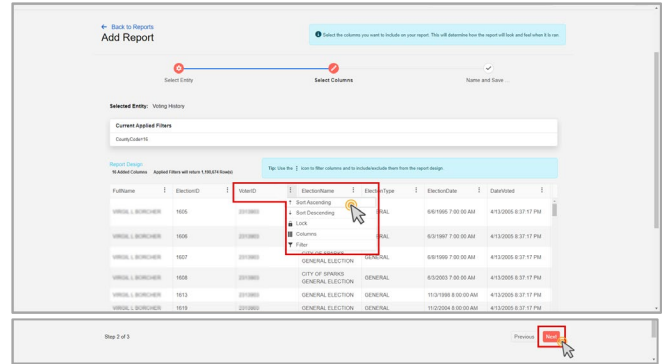 ← Back to Reports
Add Report
Select the columns you want to include on your report. This will determine how the report will look and feel when it is ran
Select Entity
Select Columns
Name and Save ...
Selected Entity: Voting History
Current Applied Filters
CountyCode=16
Report Design
16 Added Columns Applied Filters will return 1,190,674 Row(s)
Tip: Use the ⋮ icon to filter columns and to include/exclude them from the report design.
FullName ElectionID VoterID ElectionName ElectionType ElectionDate DateVoted
Sort Ascending
Sort Descending
Lock
Columns
Filter
1605 6/8/1995 7:00:00 AM 4/13/2005 8:37:17 PM
1606 6/3/1997 7:00:00 AM 4/13/2005 8:37:17 PM
1607 CITY OF SPARKS GENERAL ELECTION GENERAL 6/8/1999 7:00:00 AM 4/13/2005 8:37:17 PM
1608 CITY OF SPARKS GENERAL ELECTION GENERAL 6/3/2003 7:00:00 AM 4/13/2005 8:37:17 PM
1613 GENERAL ELECTION GENERAL 11/3/1998 8:00:00 AM 4/13/2005 8:37:17 PM
1619 GENERAL ELECTION GENERAL 11/2/2004 8:00:00 AM 4/13/2005 8:37:17 PM
Step 2 of 3
Previous
Next